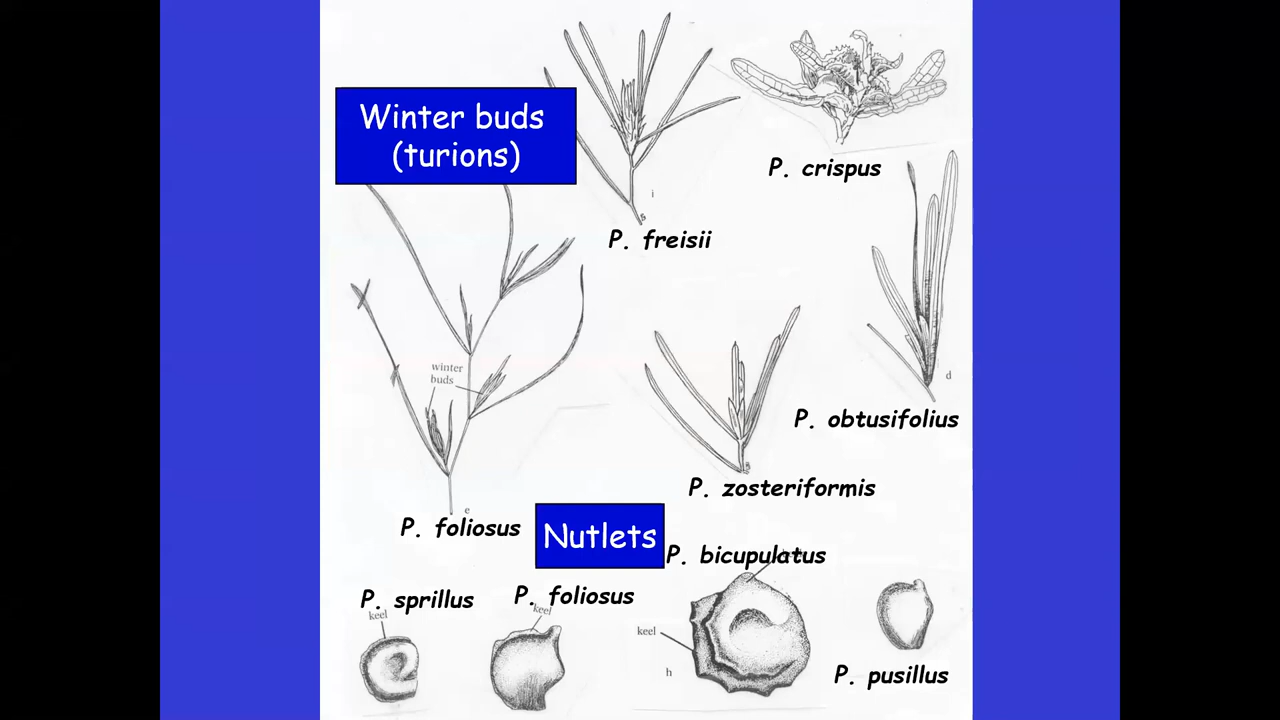 Winter buds
(turions)
P. crispus
i
P. freisii
winter
buds
d
P. obtusifolius
P. zosteriformis
e
P. foliosus
Nutlets
P. bicupulatus
P. sprillus
P. foliosus
keel
keel
keel
h
P. pusillus